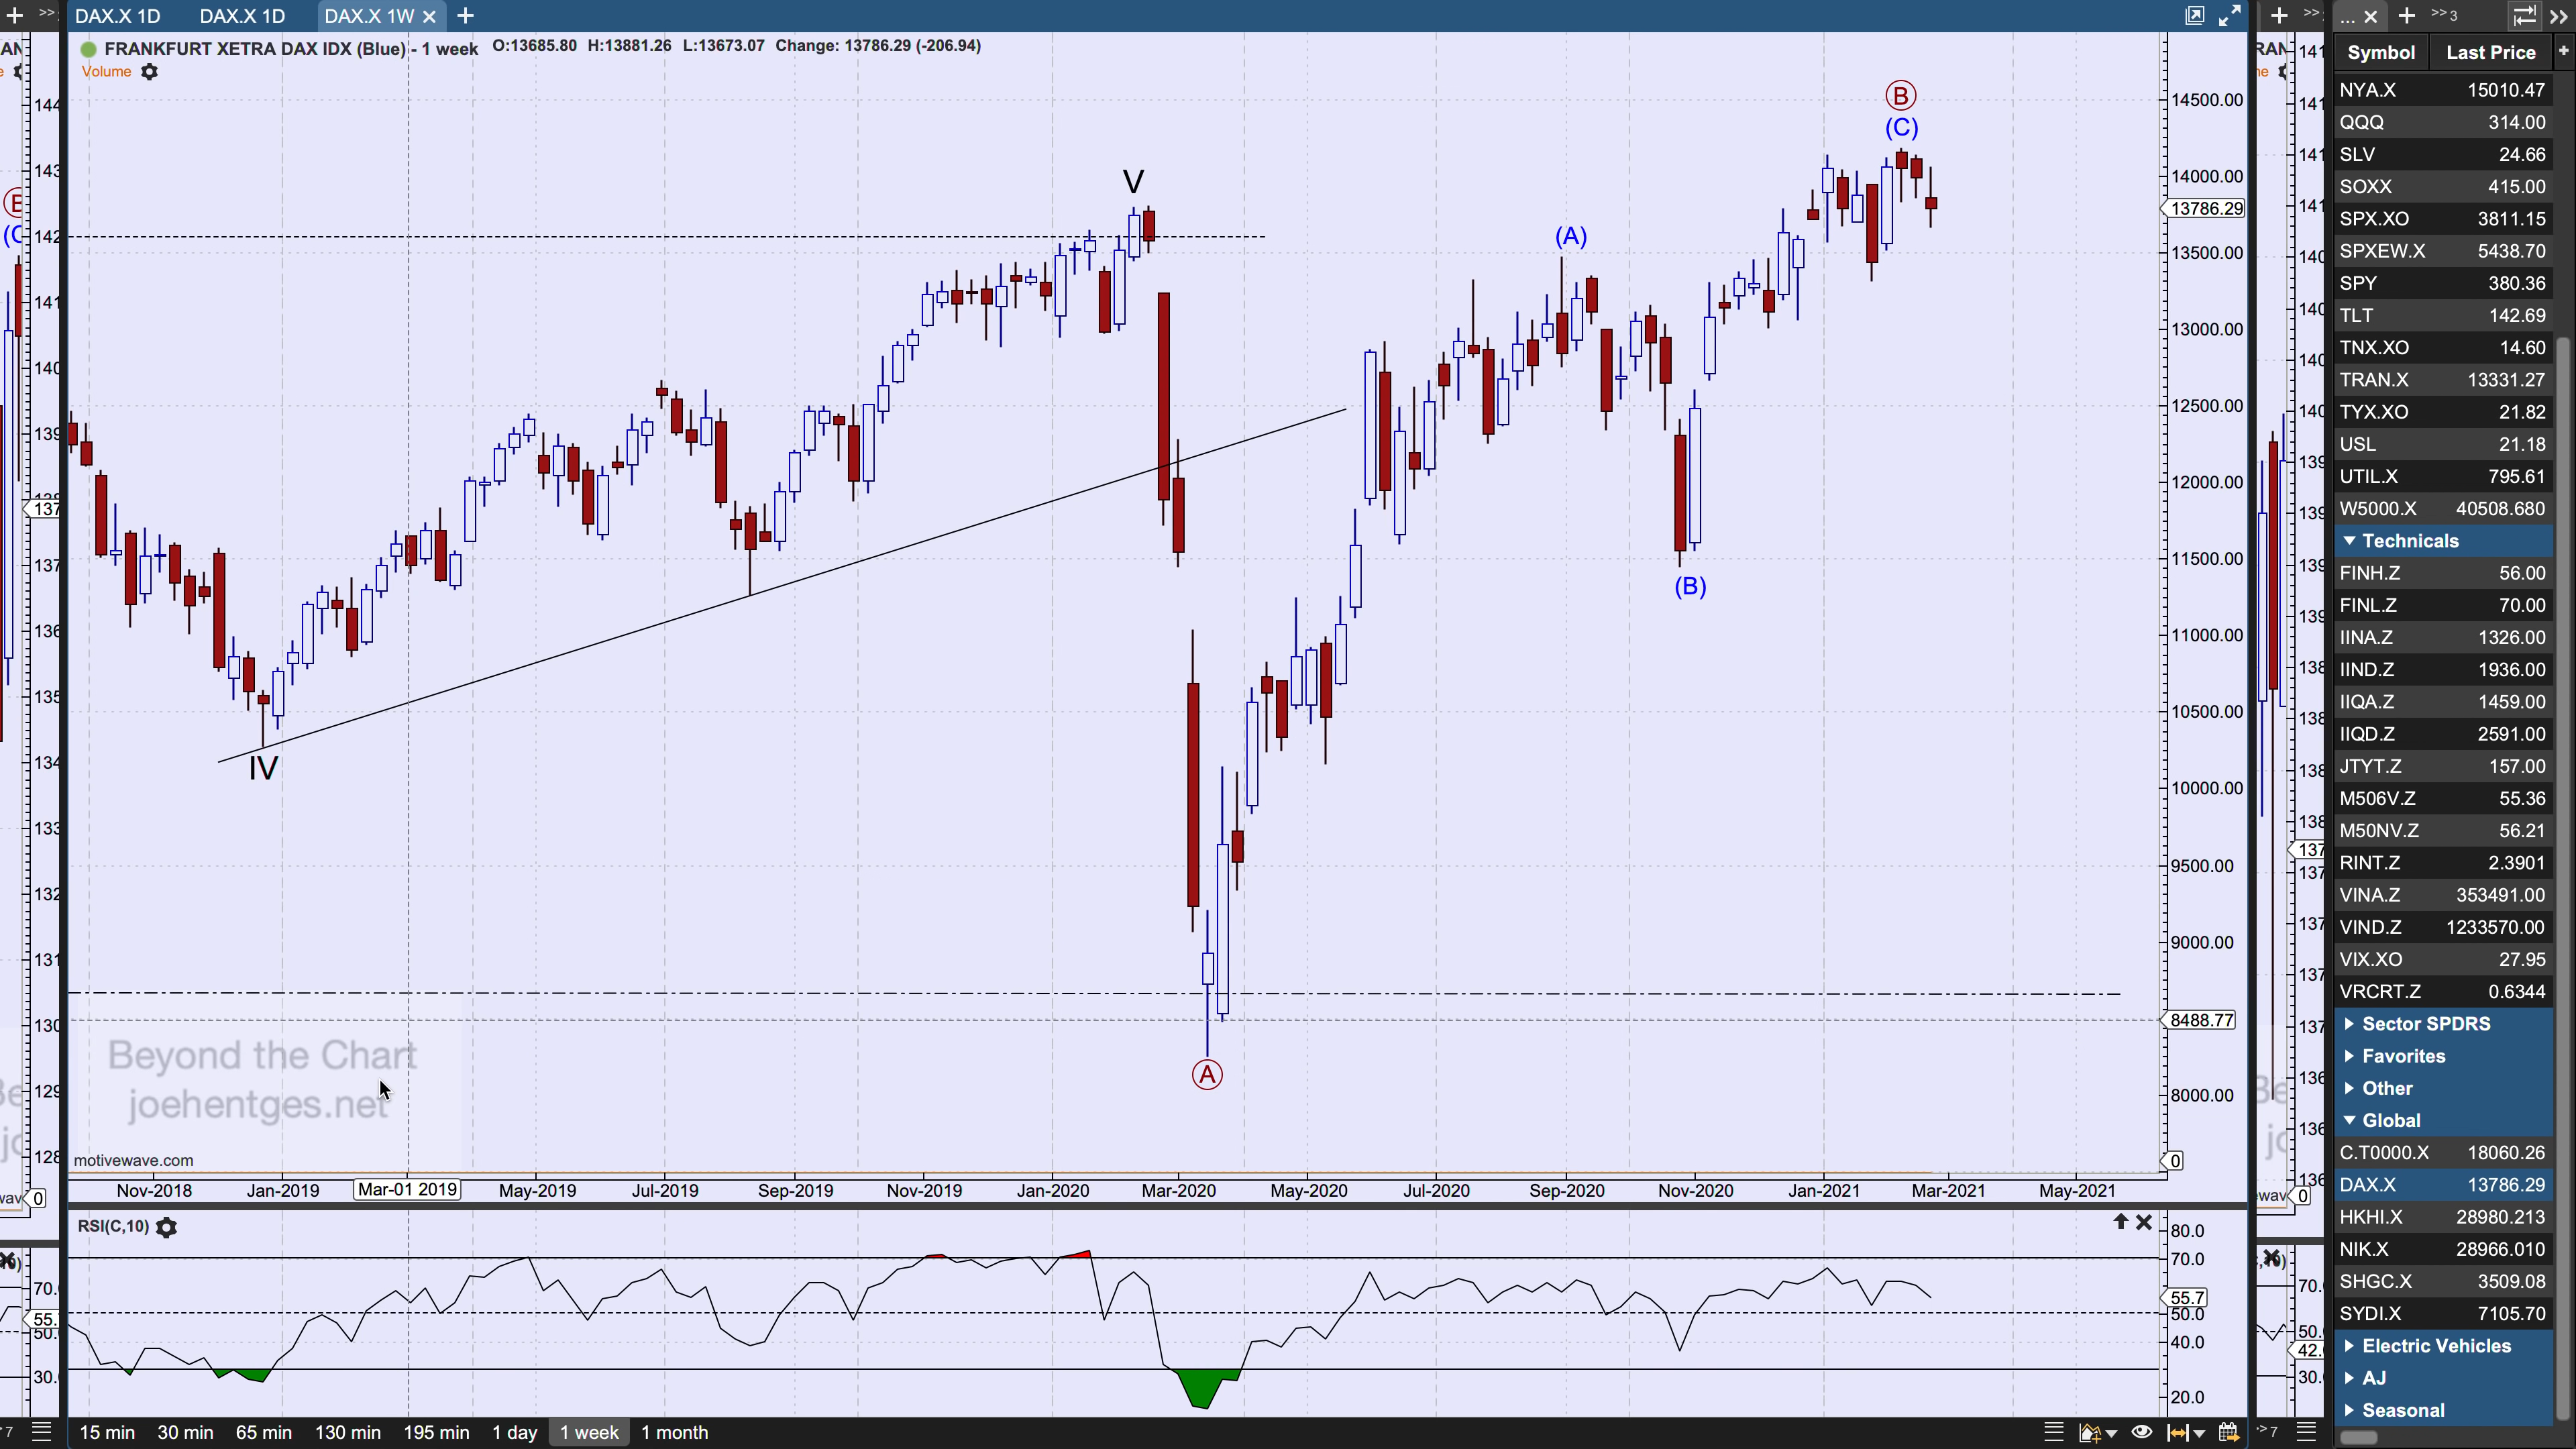 DAX.X 1D DAX.X 1D DAX.X 1W
FRANKFURT XETRA DAX IDX (Blue) - 1 week O:13685.80 H:13881.26 L:13673.07 Change: 13786.29 (-206.94)
Volume
B
(C)
V
(A)
(B)
IV
A
14500.00
14000.00
13786.29
13500.00
13000.00
12500.00
12000.00
11500.00
11000.00
10500.00
10000.00
9500.00
9000.00
8488.77
8000.00
0
Beyond the Chart
joehentges.net
motivewave.com
Nov-2018 Jan-2019 Mar-01 2019 May-2019 Jul-2019 Sep-2019 Nov-2019 Jan-2020 Mar-2020 May-2020 Jul-2020 Sep-2020 Nov-2020 Jan-2021 Mar-2021 May-2021
RSI(C,10)
80.0
70.0
55.7
50.0
40.0
20.0
15 min 30 min 65 min 130 min 195 min 1 day 1 week 1 month
Symbol Last Price
NYA.X 15010.47
QQQ 314.00
SLV 24.66
SOXX 415.00
SPX.XO 3811.15
SPXEW.X 5438.70
SPY 380.36
TLT 142.69
TNX.XO 14.60
TRAN.X 13331.27
TYX.XO 21.82
USL 21.18
UTIL.X 795.61
W5000.X 40508.680
Technicals
FINH.Z 56.00
FINL.Z 70.00
IINA.Z 1326.00
IIND.Z 1936.00
IIQA.Z 1459.00
IIQD.Z 2591.00
JTYT.Z 157.00
M506V.Z 55.36
M50NV.Z 56.21
RINT.Z 2.3901
VINA.Z 353491.00
VIND.Z 1233570.00
VIX.XO 27.95
VRCRT.Z 0.6344
Sector SPDRS
Favorites
Other
Global
C.T0000.X 18060.26
DAX.X 13786.29
HKHI.X 28980.213
NIK.X 28966.010
SHGC.X 3509.08
SYDI.X 7105.70
Electric Vehicles
AJ
Seasonal